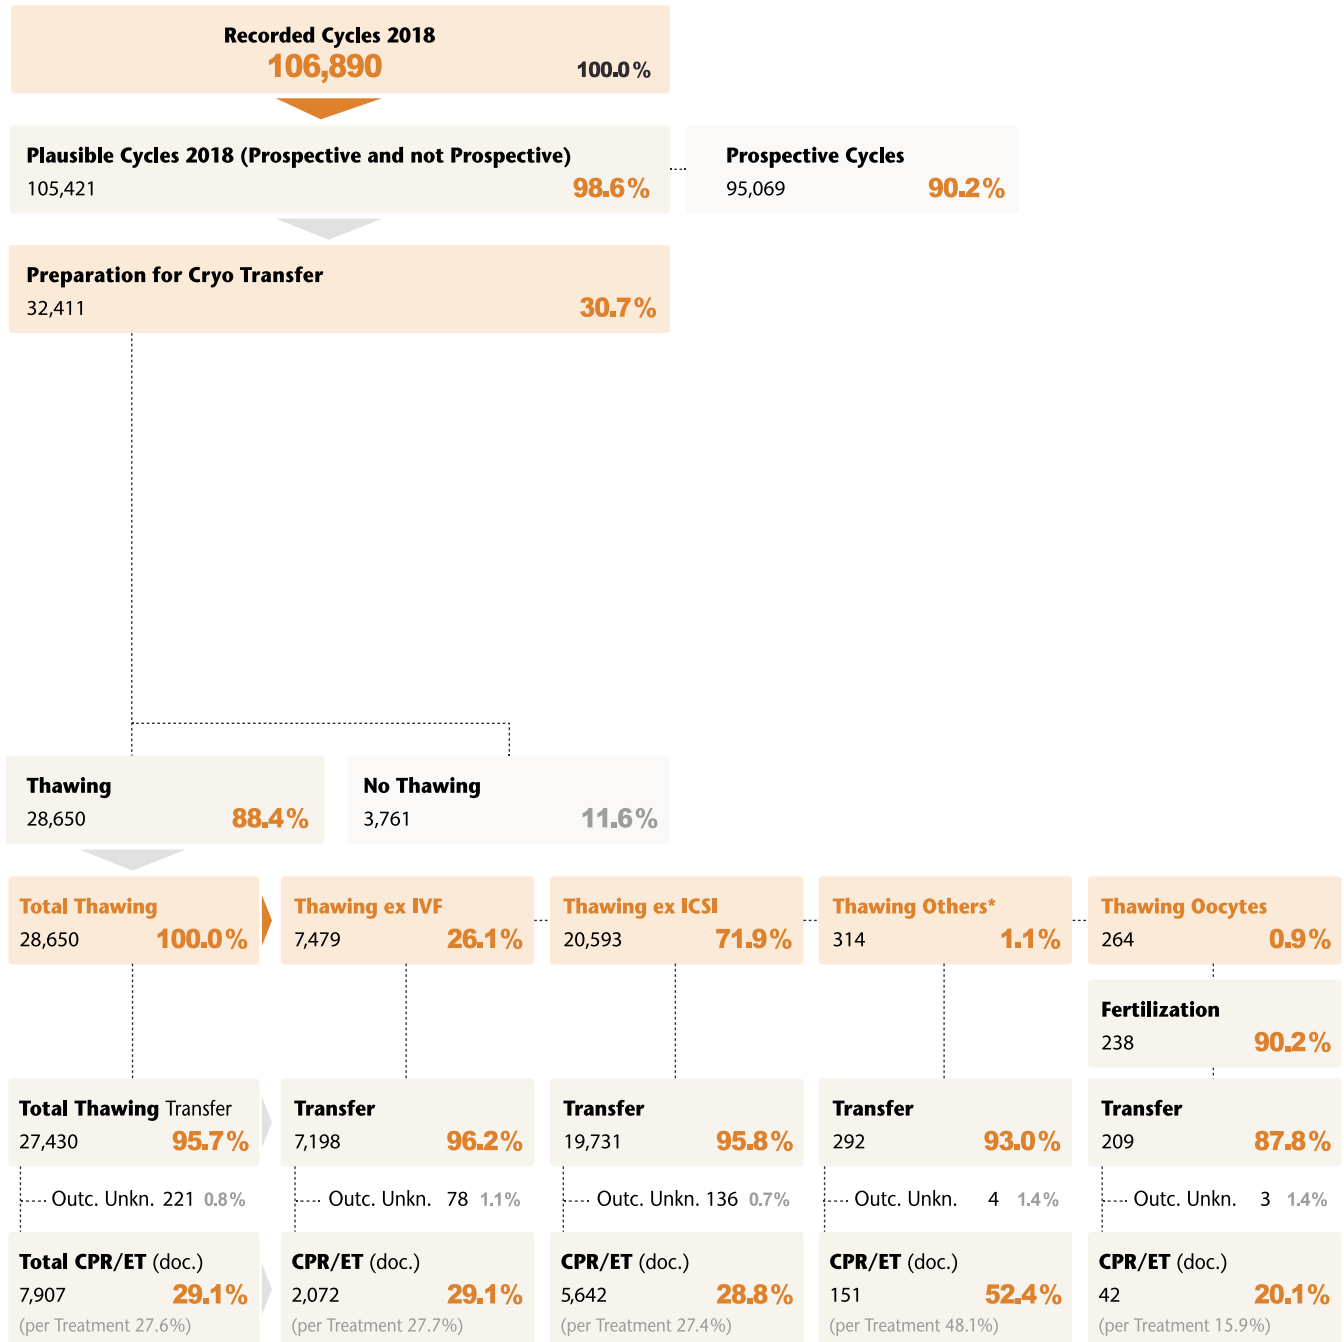 Recorded Cycles 2018
106,890 100.0%
Plausible Cycles 2018 (Prospective and not Prospective)
105,421 98.6%
Prospective Cycles
95,069 90.2%
Preparation for Cryo Transfer
32,411 30.7%
Thawing
28,650 88.4%
No Thawing
3,761 11.6%
Total Thawing
28,650 100.0%
Thawing ex IVF
7,479 26.1%
Thawing ex ICSI
20,593 71.9%
Thawing Others*
314 1.1%
Thawing Oocytes
264 0.9%
Fertilization
238 90.2%
Total Thawing Transfer
27,430 95.7%
Transfer
7,198 96.2%
Transfer
19,731 95.8%
Transfer
292 93.0%
Transfer
209 87.8%
Outc. Unkn. 221 0.8%
Outc. Unkn. 78 1.1%
Outc. Unkn. 136 0.7%
Outc. Unkn. 4 1.4%
Outc. Unkn. 3 1.4%
Total CPR/ET (doc.)
7,907 29.1%
(per Treatment 27.6%)
CPR/ET (doc.)
2,072 29.1%
(per Treatment 27.7%)
CPR/ET (doc.)
5,642 28.8%
(per Treatment 27.4%)
CPR/ET (doc.)
151 52.4%
(per Treatment 48.1%)
CPR/ET (doc.)
42 20.1%
(per Treatment 15.9%)